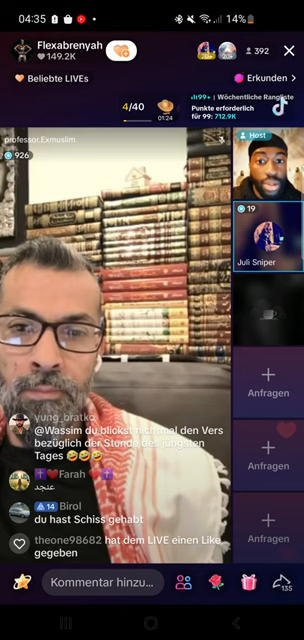 04:35
14%
Flexabrenyah
149.2K
392
Beliebte LIVEs
Erkunden >
4/40
01:24
99+ | Wöchentliche Rangliste
Punkte erforderlich
für 99: 712.9K
TikTok
professor.Exmuslim
926
Host
19
Juli Sniper
Anfragen
Anfragen
Anfragen
yung_bratko
@Wassim du blickst nichtmal den Vers
bezüglich der Stunde des jüngsten
Tages 🤣🤣🤣
✝️❤️Farah❤️✝️
عنجد
14 Birol
du hast Schiss gehabt
theone98682 hat dem LIVE einen Like
gegeben
Kommentar hinzu...
135